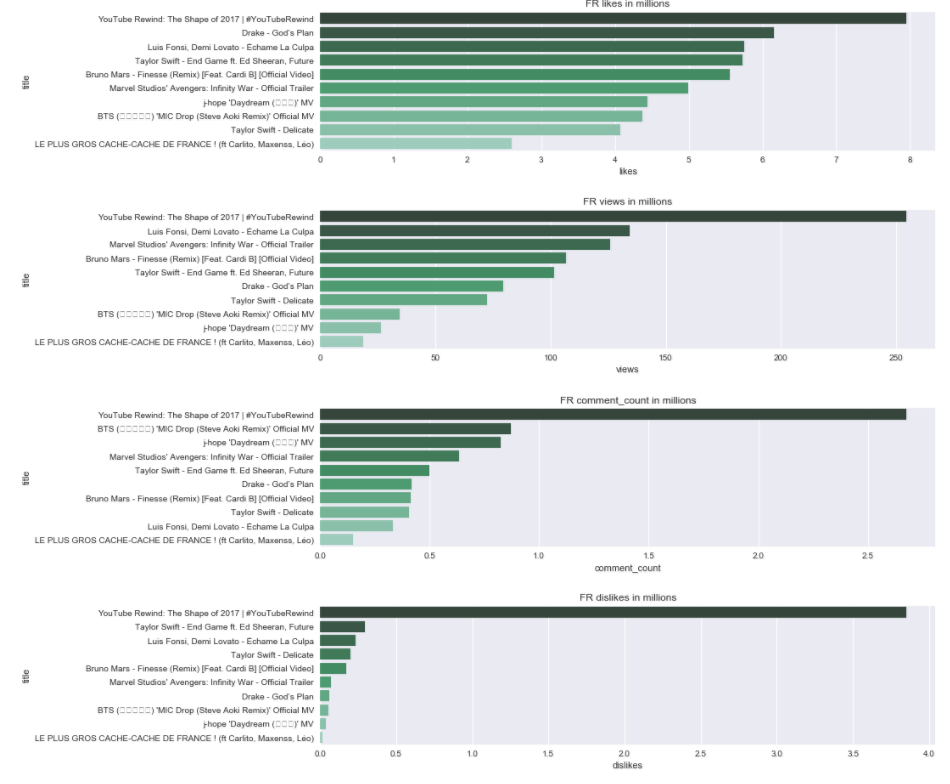 FR likes in millions
title
YouTube Rewind: The Shape of 2017 | #YouTubeRewind
Drake - God's Plan
Luis Fonsi, Demi Lovato - Échame La Culpa
Taylor Swift - End Game ft. Ed Sheeran, Future
Bruno Mars - Finesse (Remix) [Feat. Cardi B] [Official Video]
Marvel Studios' Avengers: Infinity War - Official Trailer
j-hope 'Daydream (□□□)' MV
BTS (□□□□□) 'MIC Drop (Steve Aoki Remix)' Official MV
Taylor Swift - Delicate
LE PLUS GROS CACHE-CACHE DE FRANCE ! (ft Carlito, Maxenss, Léo)
0 1 2 3 4 5 6 7 8
likes
FR views in millions
title
YouTube Rewind: The Shape of 2017 | #YouTubeRewind
Luis Fonsi, Demi Lovato - Échame La Culpa
Marvel Studios' Avengers: Infinity War - Official Trailer
Bruno Mars - Finesse (Remix) [Feat. Cardi B] [Official Video]
Taylor Swift - End Game ft. Ed Sheeran, Future
Drake - God's Plan
Taylor Swift - Delicate
BTS (□□□□□) 'MIC Drop (Steve Aoki Remix)' Official MV
j-hope 'Daydream (□□□)' MV
LE PLUS GROS CACHE-CACHE DE FRANCE ! (ft Carlito, Maxenss, Léo)
0 50 100 150 200 250
views
FR comment_count in millions
title
YouTube Rewind: The Shape of 2017 | #YouTubeRewind
BTS (□□□□□) 'MIC Drop (Steve Aoki Remix)' Official MV
j-hope 'Daydream (□□□)' MV
Marvel Studios' Avengers: Infinity War - Official Trailer
Taylor Swift - End Game ft. Ed Sheeran, Future
Drake - God's Plan
Bruno Mars - Finesse (Remix) [Feat. Cardi B] [Official Video]
Taylor Swift - Delicate
Luis Fonsi, Demi Lovato - Échame La Culpa
LE PLUS GROS CACHE-CACHE DE FRANCE ! (ft Carlito, Maxenss, Léo)
0.0 0.5 1.0 1.5 2.0 2.5
comment_count
FR dislikes in millions
title
YouTube Rewind: The Shape of 2017 | #YouTubeRewind
Taylor Swift - End Game ft. Ed Sheeran, Future
Luis Fonsi, Demi Lovato - Échame La Culpa
Taylor Swift - Delicate
Bruno Mars - Finesse (Remix) [Feat. Cardi B] [Official Video]
Marvel Studios' Avengers: Infinity War - Official Trailer
Drake - God's Plan
BTS (□□□□□) 'MIC Drop (Steve Aoki Remix)' Official MV
j-hope 'Daydream (□□□)' MV
LE PLUS GROS CACHE-CACHE DE FRANCE ! (ft Carlito, Maxenss, Léo)
0.0 0.5 1.0 1.5 2.0 2.5 3.0 3.5 4.0
dislikes